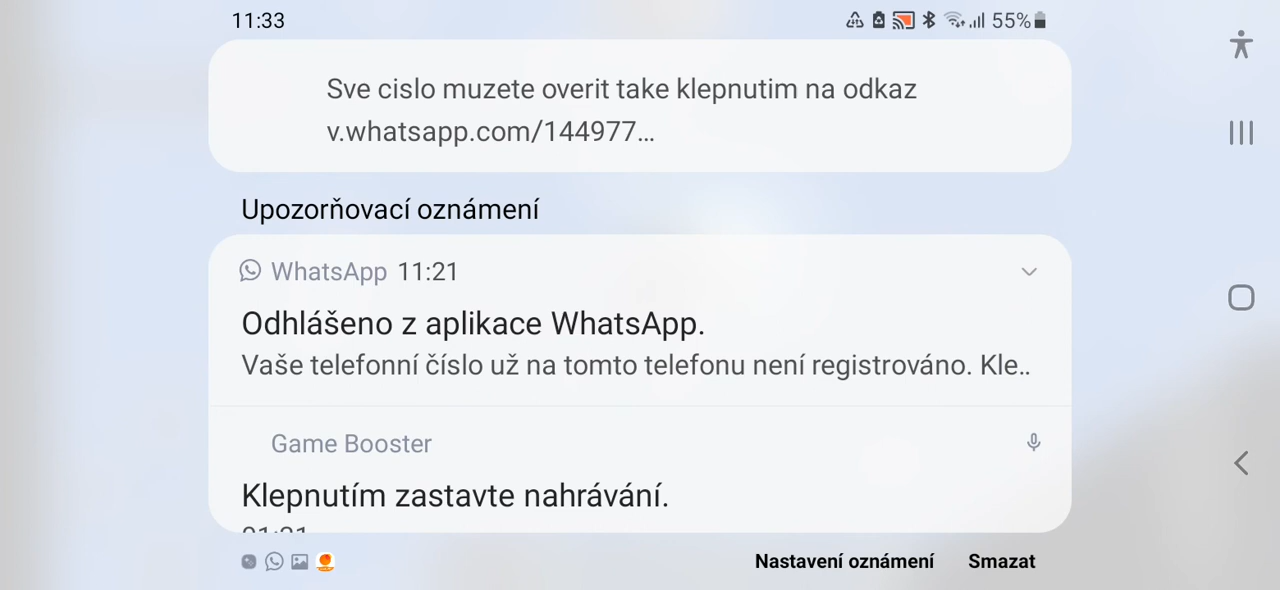 11:33
55%
Sve cislo muzete overit take klepnutim na odkaz
v.whatsapp.com/144977…
Upozorňovací oznámení
WhatsApp 11:21
Odhlášeno z aplikace WhatsApp.
Vaše telefonní číslo už na tomto telefonu není registrováno. Kle..
Game Booster
Klepnutím zastavte nahrávání.
Nastavení oznámení Smazat